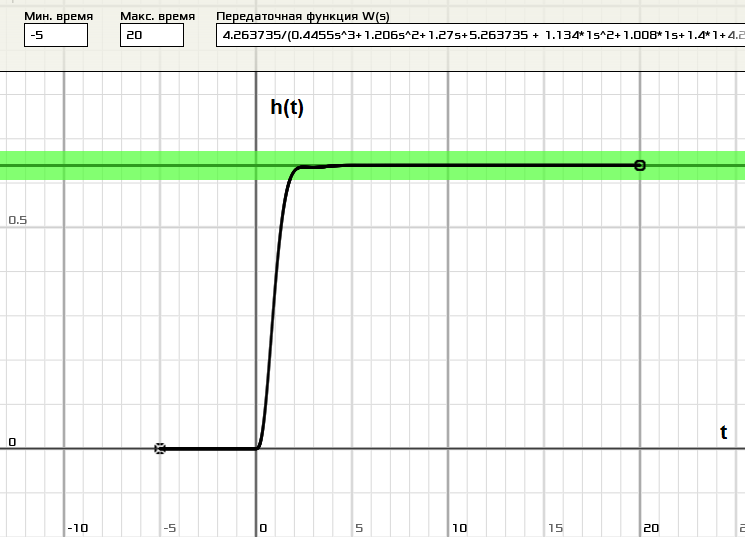 Мин. время Макс. время Передаточная функция W(s)
-5 20 4.263735/(0.4455s^3+1.206s^2+1.27s+5.263735 + 1.134*1s^2+1.008*1s+1.4*1+4.2
h(t)
0.5
0
t
-10 -5 0 5 10 15 20